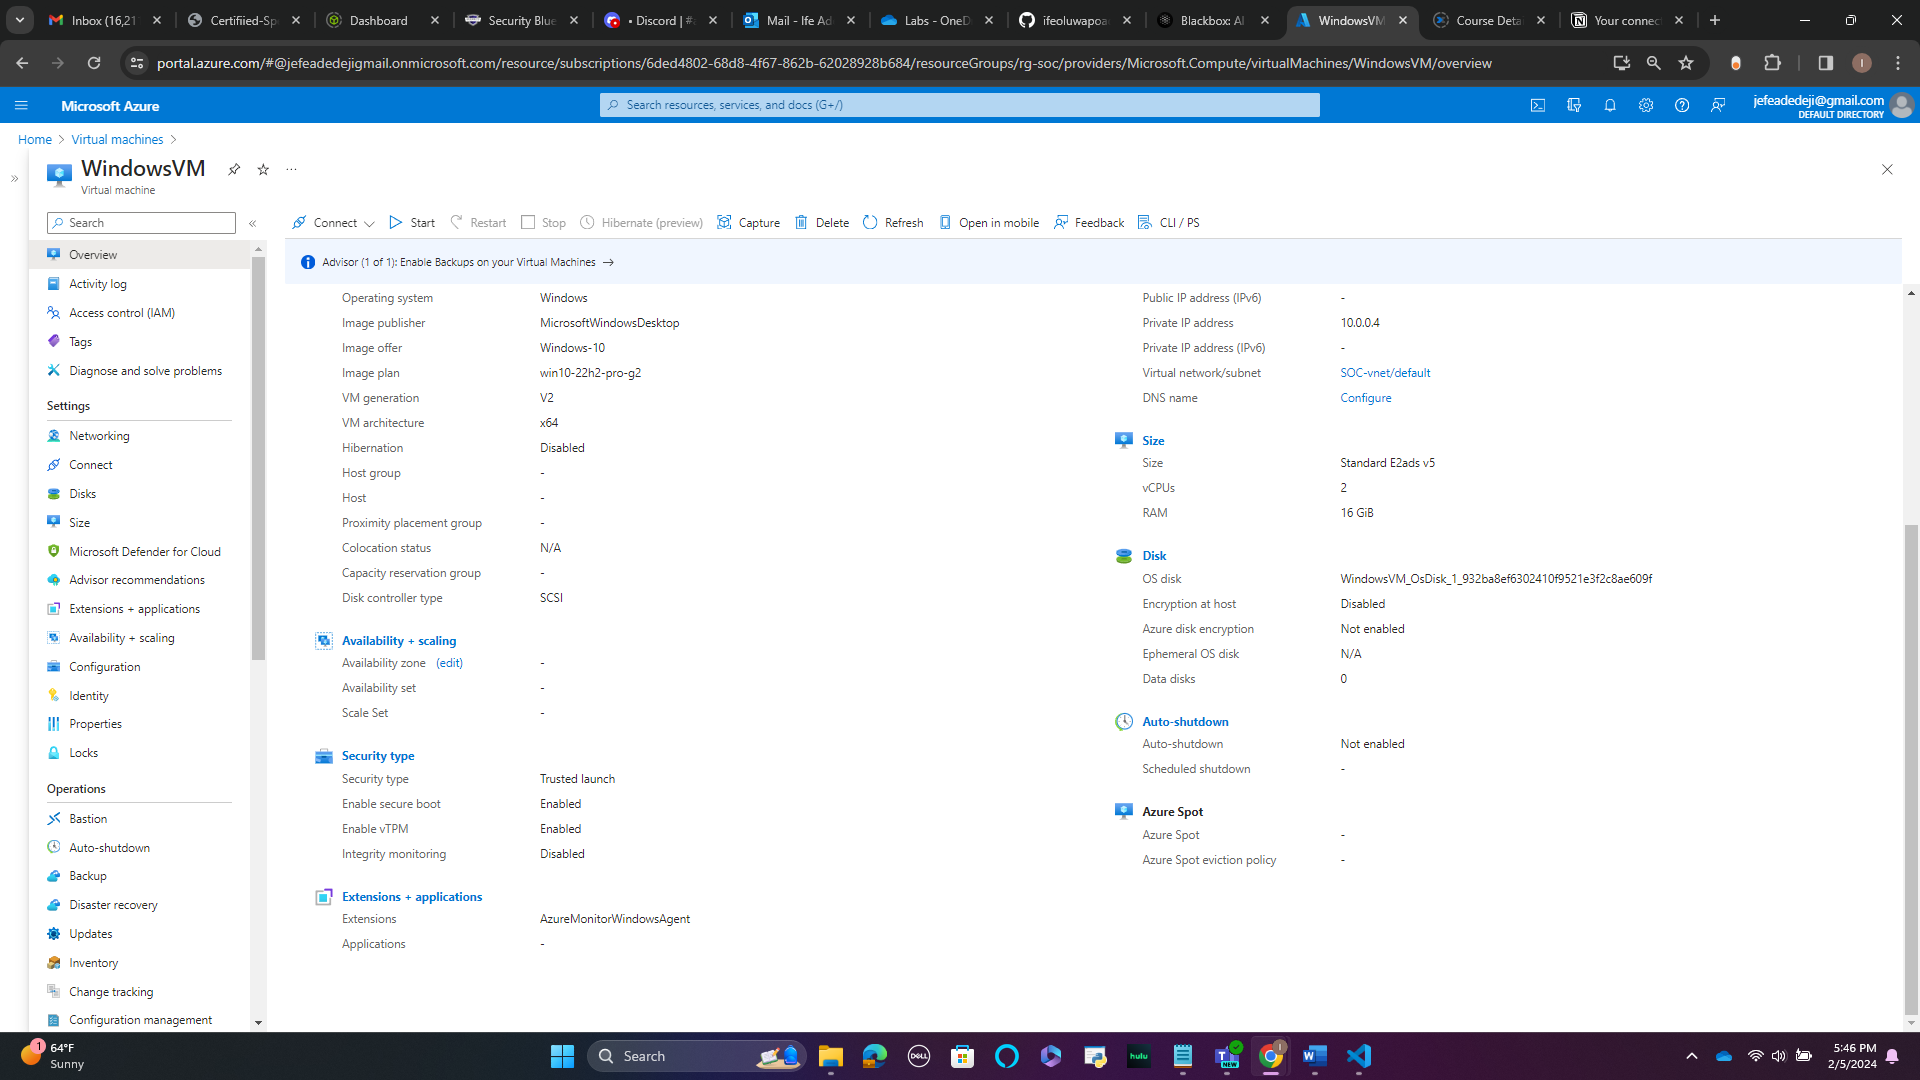 Inbox (16,21
Certifiied-Sp
Dashboard
Security Blue
• Discord | #
Mail - Ife Ad
Labs - OneD
ifeoluwapoa
Blackbox: AI
WindowsVM
Course Deta
Your connec
portal.azure.com/#@jefeadedejigmail.onmicrosoft.com/resource/subscriptions/6ded4802-68d8-4f67-862b-62028928b684/resourceGroups/rg-soc/providers/Microsoft.Compute/virtualMachines/WindowsVM/overview
I
Microsoft Azure
Search resources, services, and docs (G+/)
jefeadedeji@gmail.com
DEFAULT DIRECTORY
Home > Virtual machines >
WindowsVM
Virtual machine
Search
Connect
Start
Restart
Stop
Hibernate (preview)
Capture
Delete
Refresh
Open in mobile
Feedback
CLI / PS
Advisor (1 of 1): Enable Backups on your Virtual Machines →
Overview
Activity log
Access control (IAM)
Tags
Diagnose and solve problems
Settings
Networking
Connect
Disks
Size
Microsoft Defender for Cloud
Advisor recommendations
Extensions + applications
Availability + scaling
Configuration
Identity
Properties
Locks
Operations
Bastion
Auto-shutdown
Backup
Disaster recovery
Updates
Inventory
Change tracking
Configuration management
Operating system Windows
Image publisher MicrosoftWindowsDesktop
Image offer Windows-10
Image plan win10-22h2-pro-g2
VM generation V2
VM architecture x64
Hibernation Disabled
Host group -
Host -
Proximity placement group -
Colocation status N/A
Capacity reservation group -
Disk controller type SCSI
Availability + scaling
Availability zone (edit) -
Availability set -
Scale Set -
Security type
Security type Trusted launch
Enable secure boot Enabled
Enable vTPM Enabled
Integrity monitoring Disabled
Extensions + applications
Extensions AzureMonitorWindowsAgent
Applications -
Public IP address (IPv6) -
Private IP address 10.0.0.4
Private IP address (IPv6) -
Virtual network/subnet SOC-vnet/default
DNS name Configure
Size
Size Standard E2ads v5
vCPUs 2
RAM 16 GiB
Disk
OS disk WindowsVM_OsDisk_1_932ba8ef6302410f9521e3f2c8ae609f
Encryption at host Disabled
Azure disk encryption Not enabled
Ephemeral OS disk N/A
Data disks 0
Auto-shutdown
Auto-shutdown Not enabled
Scheduled shutdown -
Azure Spot
Azure Spot -
Azure Spot eviction policy -
1
64°F
Sunny
Search
DELL
hulu
NEW
5:46 PM
2/5/2024